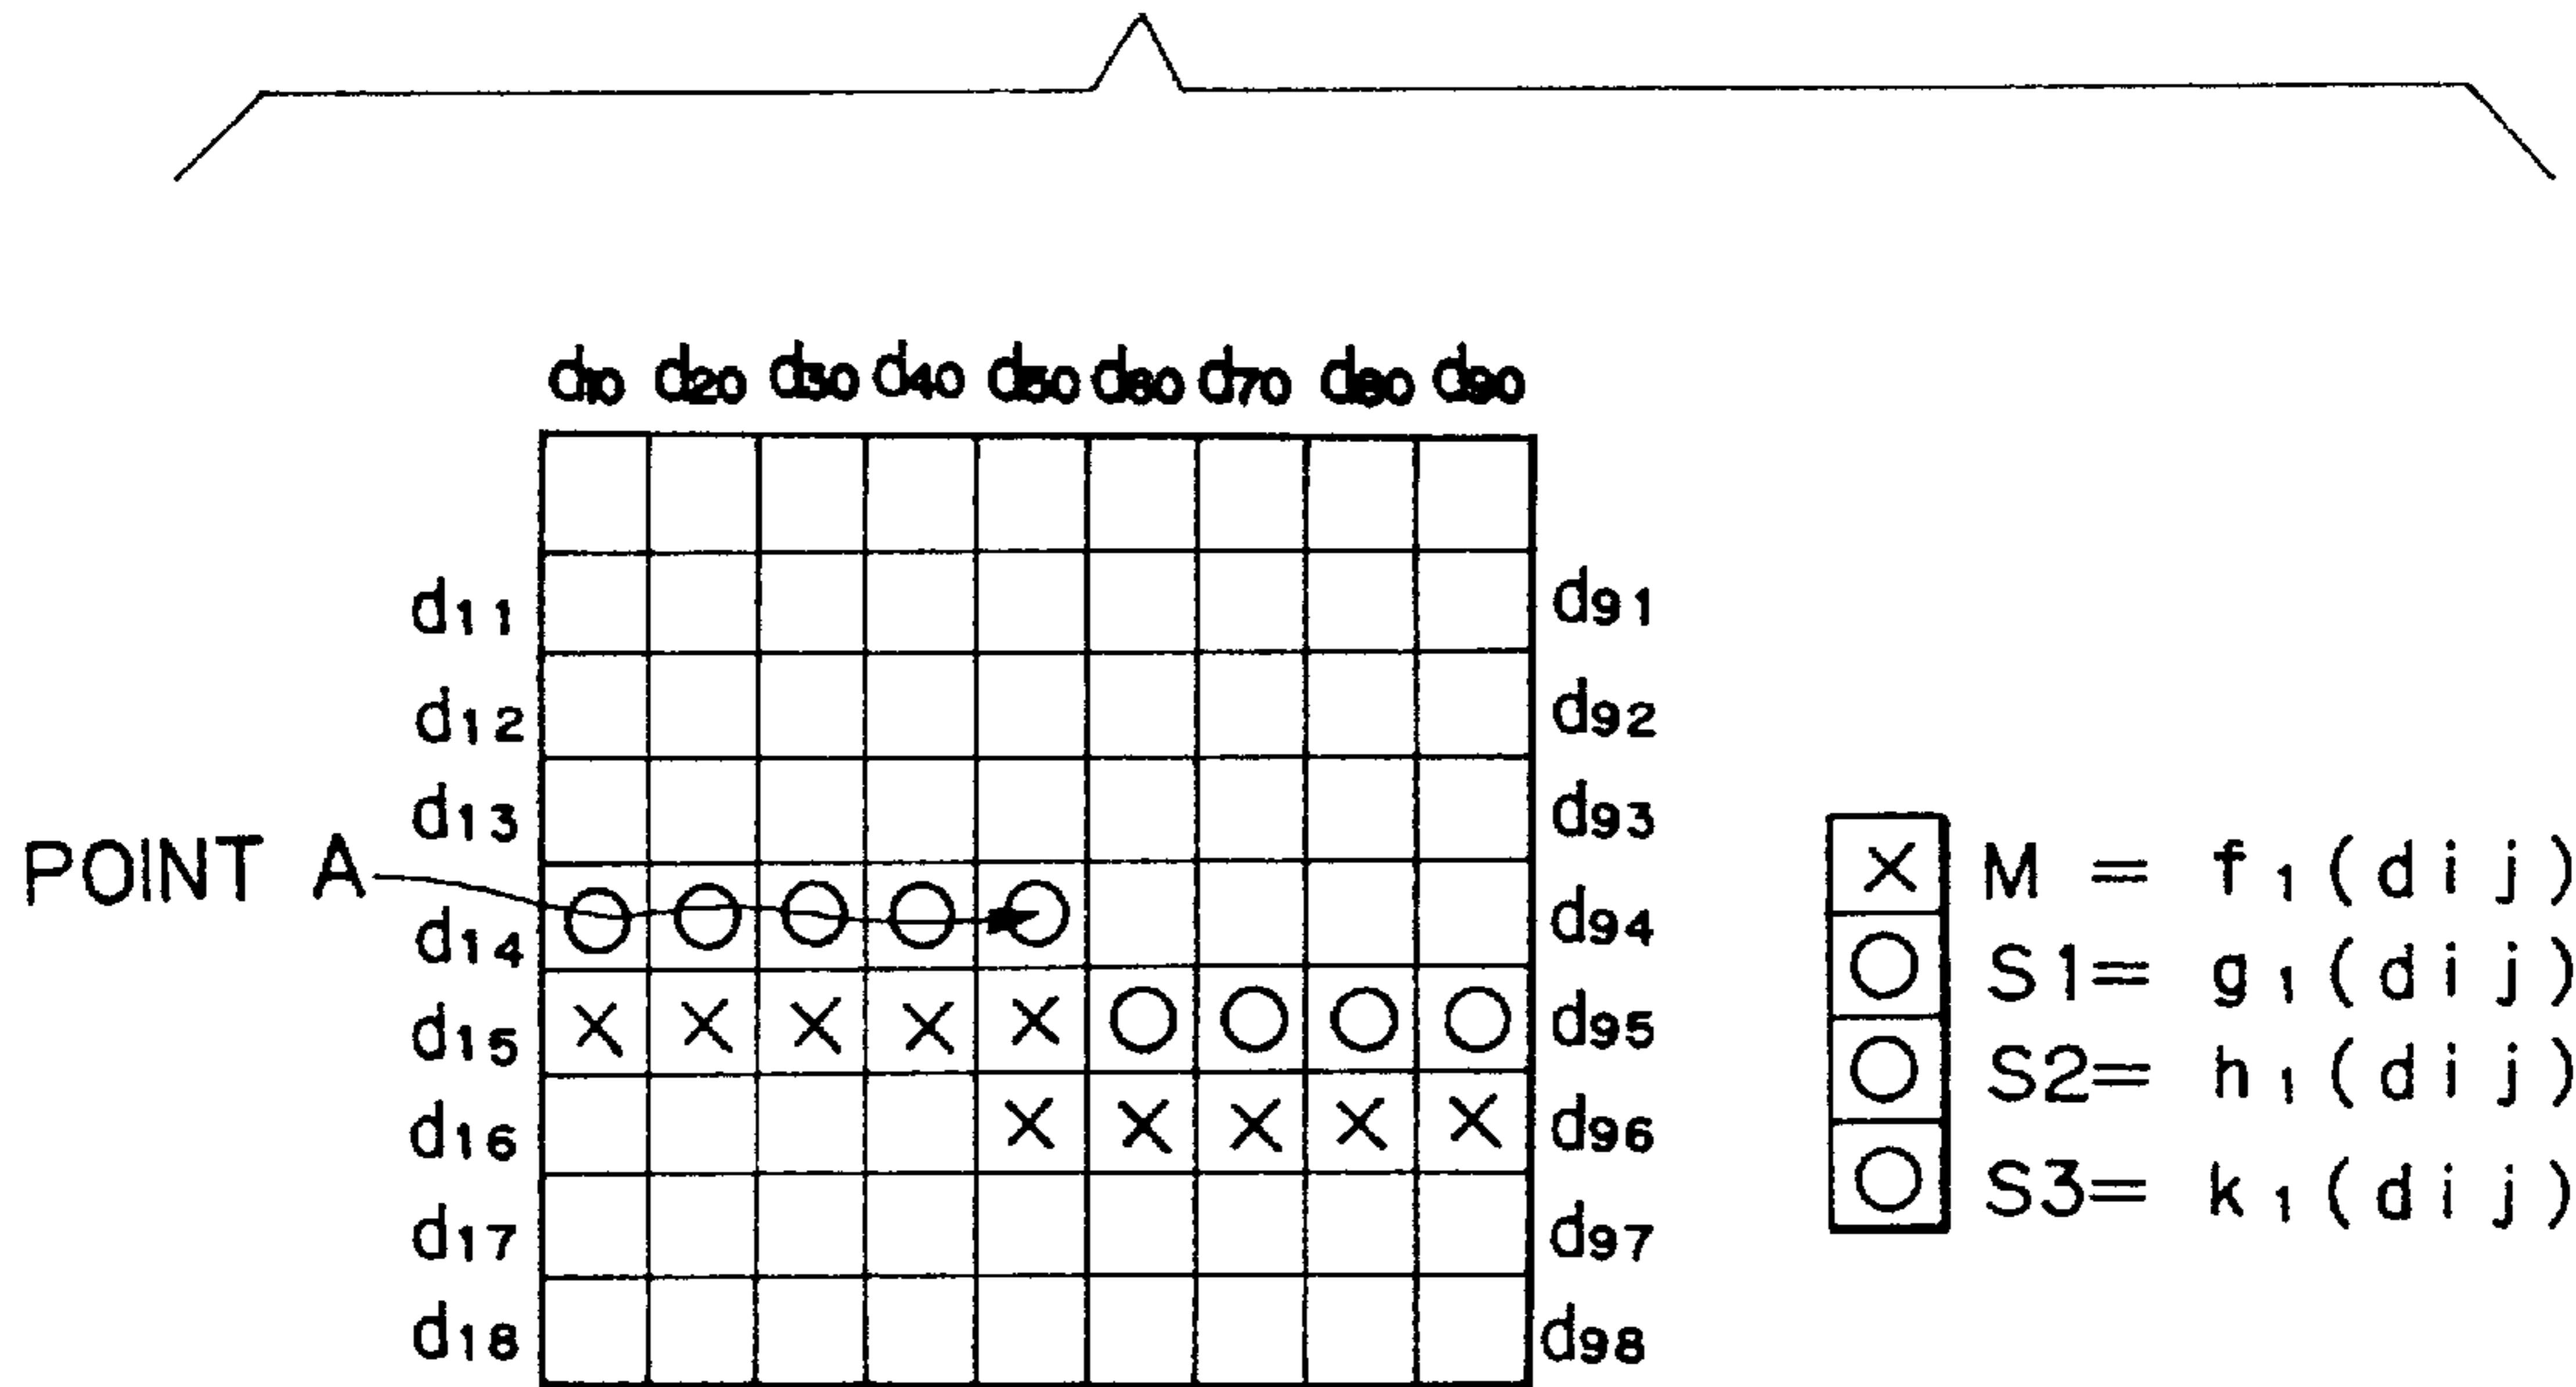 d10 d20 d30 d40 d50 d60 d70 d80 d90
d11 d91
d12 d92
d13 d93
POINT A
d14 d94
d15 d95
d16 d96
d17 d97
d18 d98
× M = f1(dij)
○ S1= g1(dij)
○ S2= h1(dij)
○ S3= k1(dij)